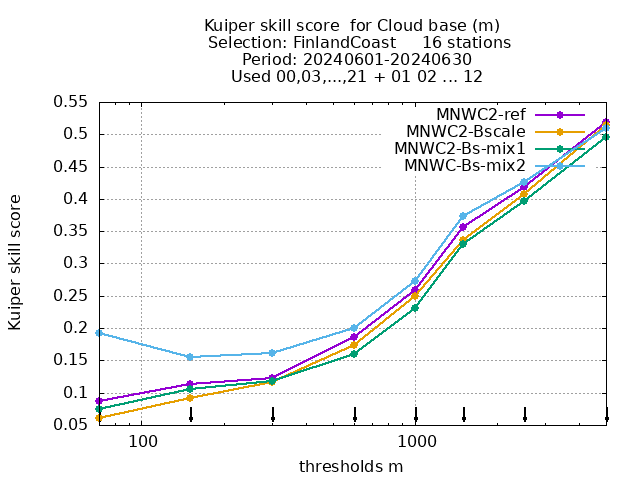 Kuiper skill score  for Cloud base (m)
Selection: FinlandCoast     16 stations
Period: 20240601-20240630
Used 00,03,...,21 + 01 02 ... 12
MNWC2-ref
MNWC2-Bscale
MNWC2-Bs-mix1
MNWC-Bs-mix2
Kuiper skill score
0.55
0.5
0.45
0.4
0.35
0.3
0.25
0.2
0.15
0.1
0.05
100
1000
thresholds m